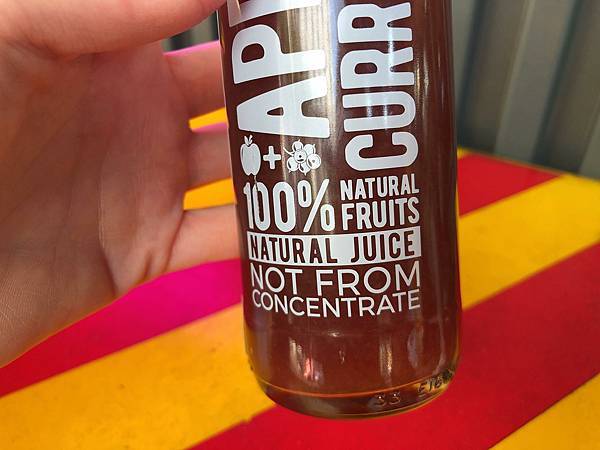 100% NATURAL
FRUITS
NATURAL JUICE
NOT FROM
CONCENTRATE